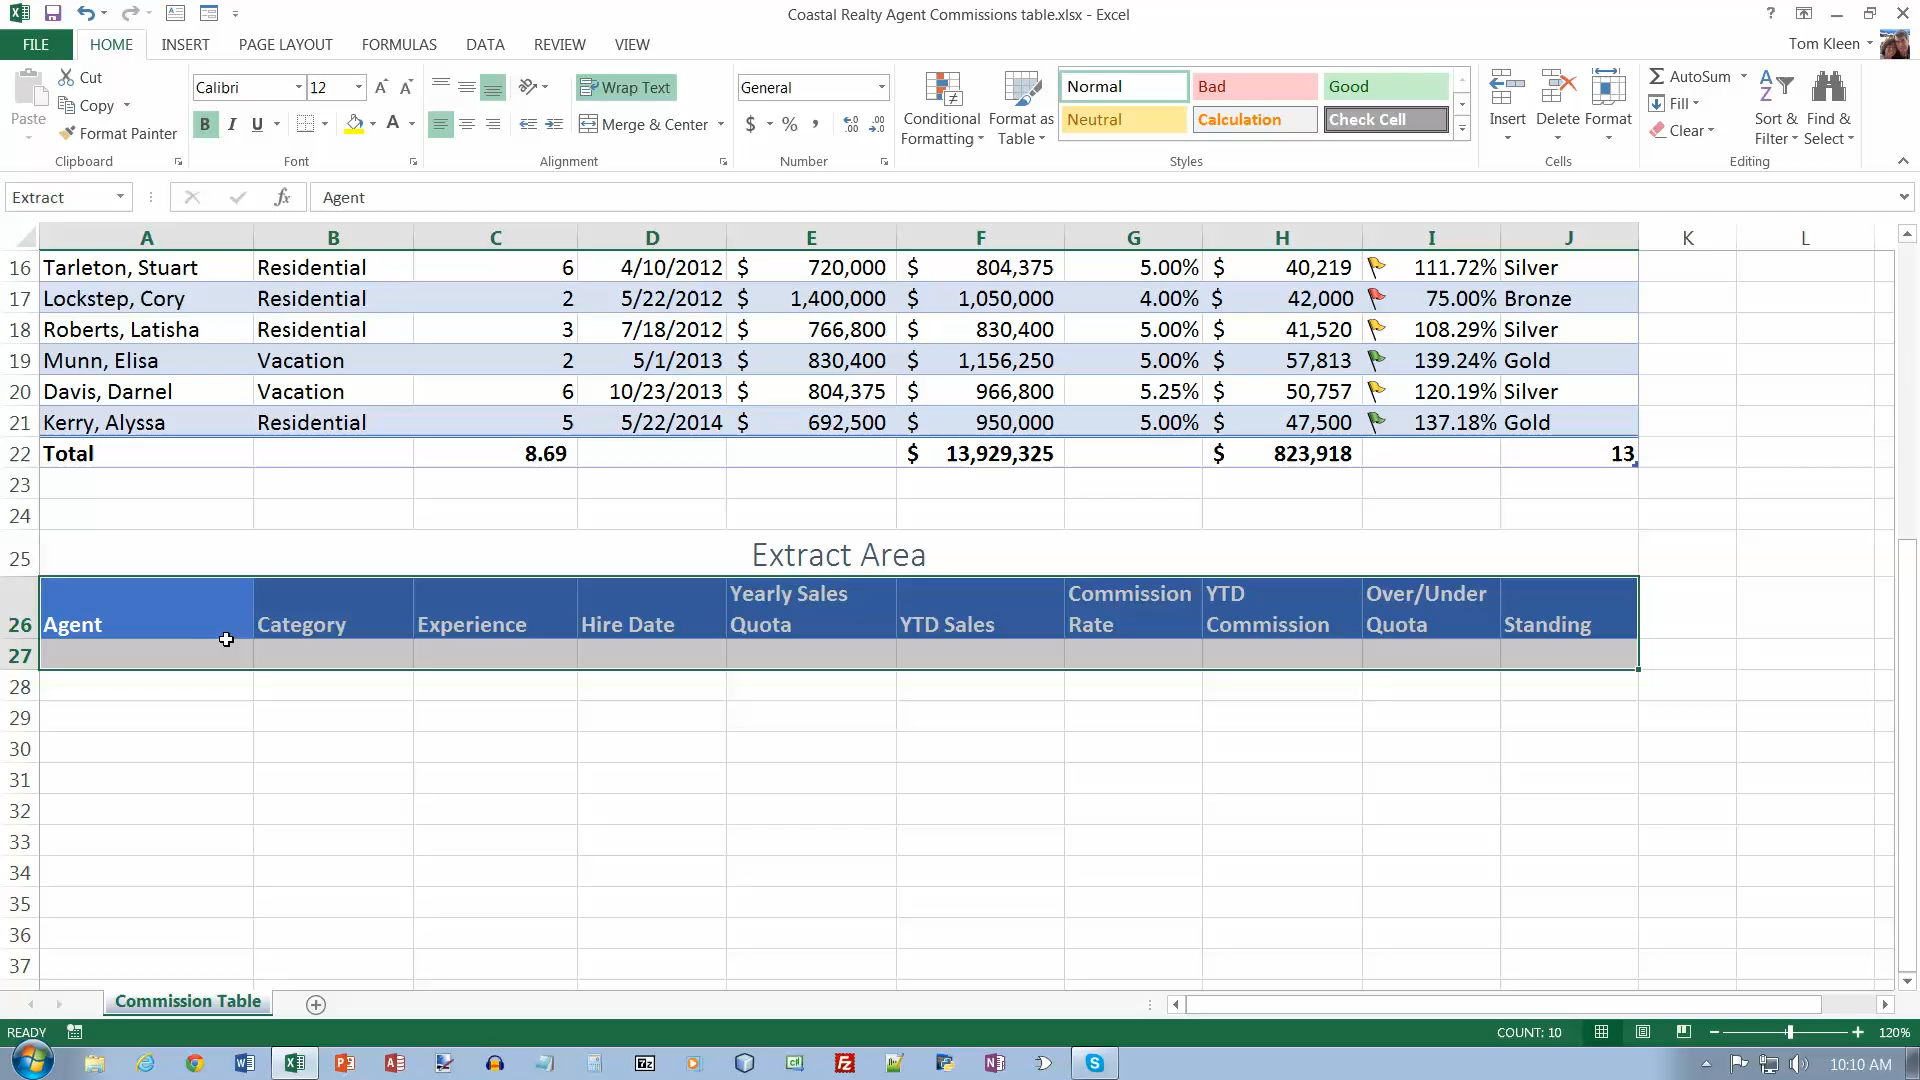 Coastal Realty Agent Commissions table.xlsx - Excel
?
FILE HOME INSERT PAGE LAYOUT FORMULAS DATA REVIEW VIEW
Tom Kleen
Paste
Cut
Copy
Format Painter
Clipboard
Calibri 12
B I U
Font
Wrap Text
Merge & Center
Alignment
General
$ % ,
Number
Conditional Formatting
Format as Table
Normal Bad Good
Neutral Calculation Check Cell
Styles
Insert Delete Format
Cells
AutoSum
Fill
Clear
Sort & Filter
Find & Select
Editing
Extract fx Agent
A B C D E F G H I J K L
16 Tarleton, Stuart Residential 6 4/10/2012 $ 720,000 $ 804,375 5.00% $ 40,219 111.72% Silver
17 Lockstep, Cory Residential 2 5/22/2012 $ 1,400,000 $ 1,050,000 4.00% $ 42,000 75.00% Bronze
18 Roberts, Latisha Residential 3 7/18/2012 $ 766,800 $ 830,400 5.00% $ 41,520 108.29% Silver
19 Munn, Elisa Vacation 2 5/1/2013 $ 830,400 $ 1,156,250 5.00% $ 57,813 139.24% Gold
20 Davis, Darnel Vacation 6 10/23/2013 $ 804,375 $ 966,800 5.25% $ 50,757 120.19% Silver
21 Kerry, Alyssa Residential 5 5/22/2014 $ 692,500 $ 950,000 5.00% $ 47,500 137.18% Gold
22 Total 8.69 $ 13,929,325 $ 823,918 13
23
24
25 Extract Area
26 Agent Category Experience Hire Date Yearly Sales Quota YTD Sales Commission Rate YTD Commission Over/Under Quota Standing
27
28
29
30
31
32
33
34
35
36
37
Commission Table
READY COUNT: 10 120%
10:10 AM